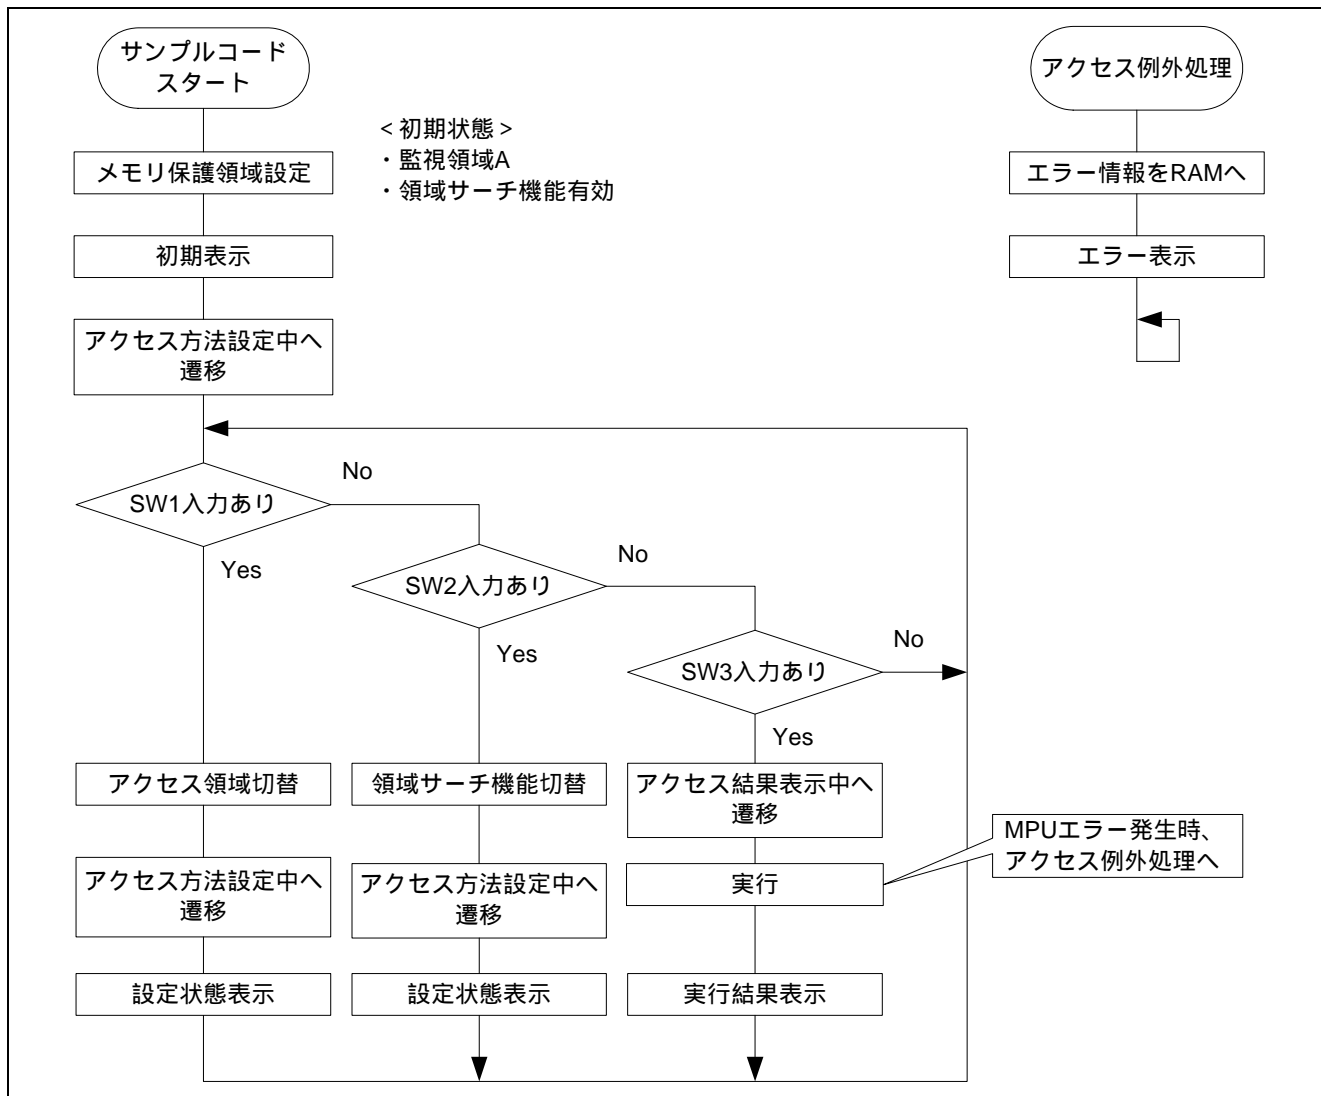 サンプルコード
スタート
アクセス例外処理
＜初期状態＞
・監視領域A
・領域サーチ機能有効
メモリ保護領域設定
エラー情報をRAMへ
初期表示
エラー表示
アクセス方法設定中へ
遷移
SW1入力あり
No
Yes
SW2入力あり
No
Yes
SW3入力あり
No
Yes
アクセス領域切替
領域サーチ機能切替
アクセス結果表示中へ
遷移
MPUエラー発生時、
アクセス例外処理へ
アクセス方法設定中へ
遷移
アクセス方法設定中へ
遷移
実行
設定状態表示
設定状態表示
実行結果表示